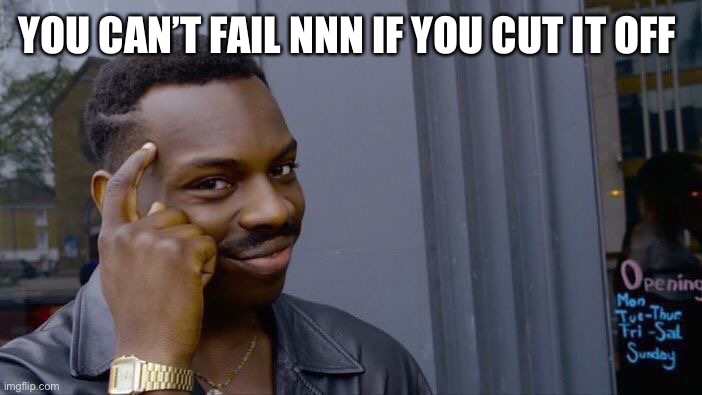 YOU CAN'T FAIL NNN IF YOU CUT IT OFF
Opening
Mon
Tue-Thur
Fri-Sat
Sunday
imgflip.com